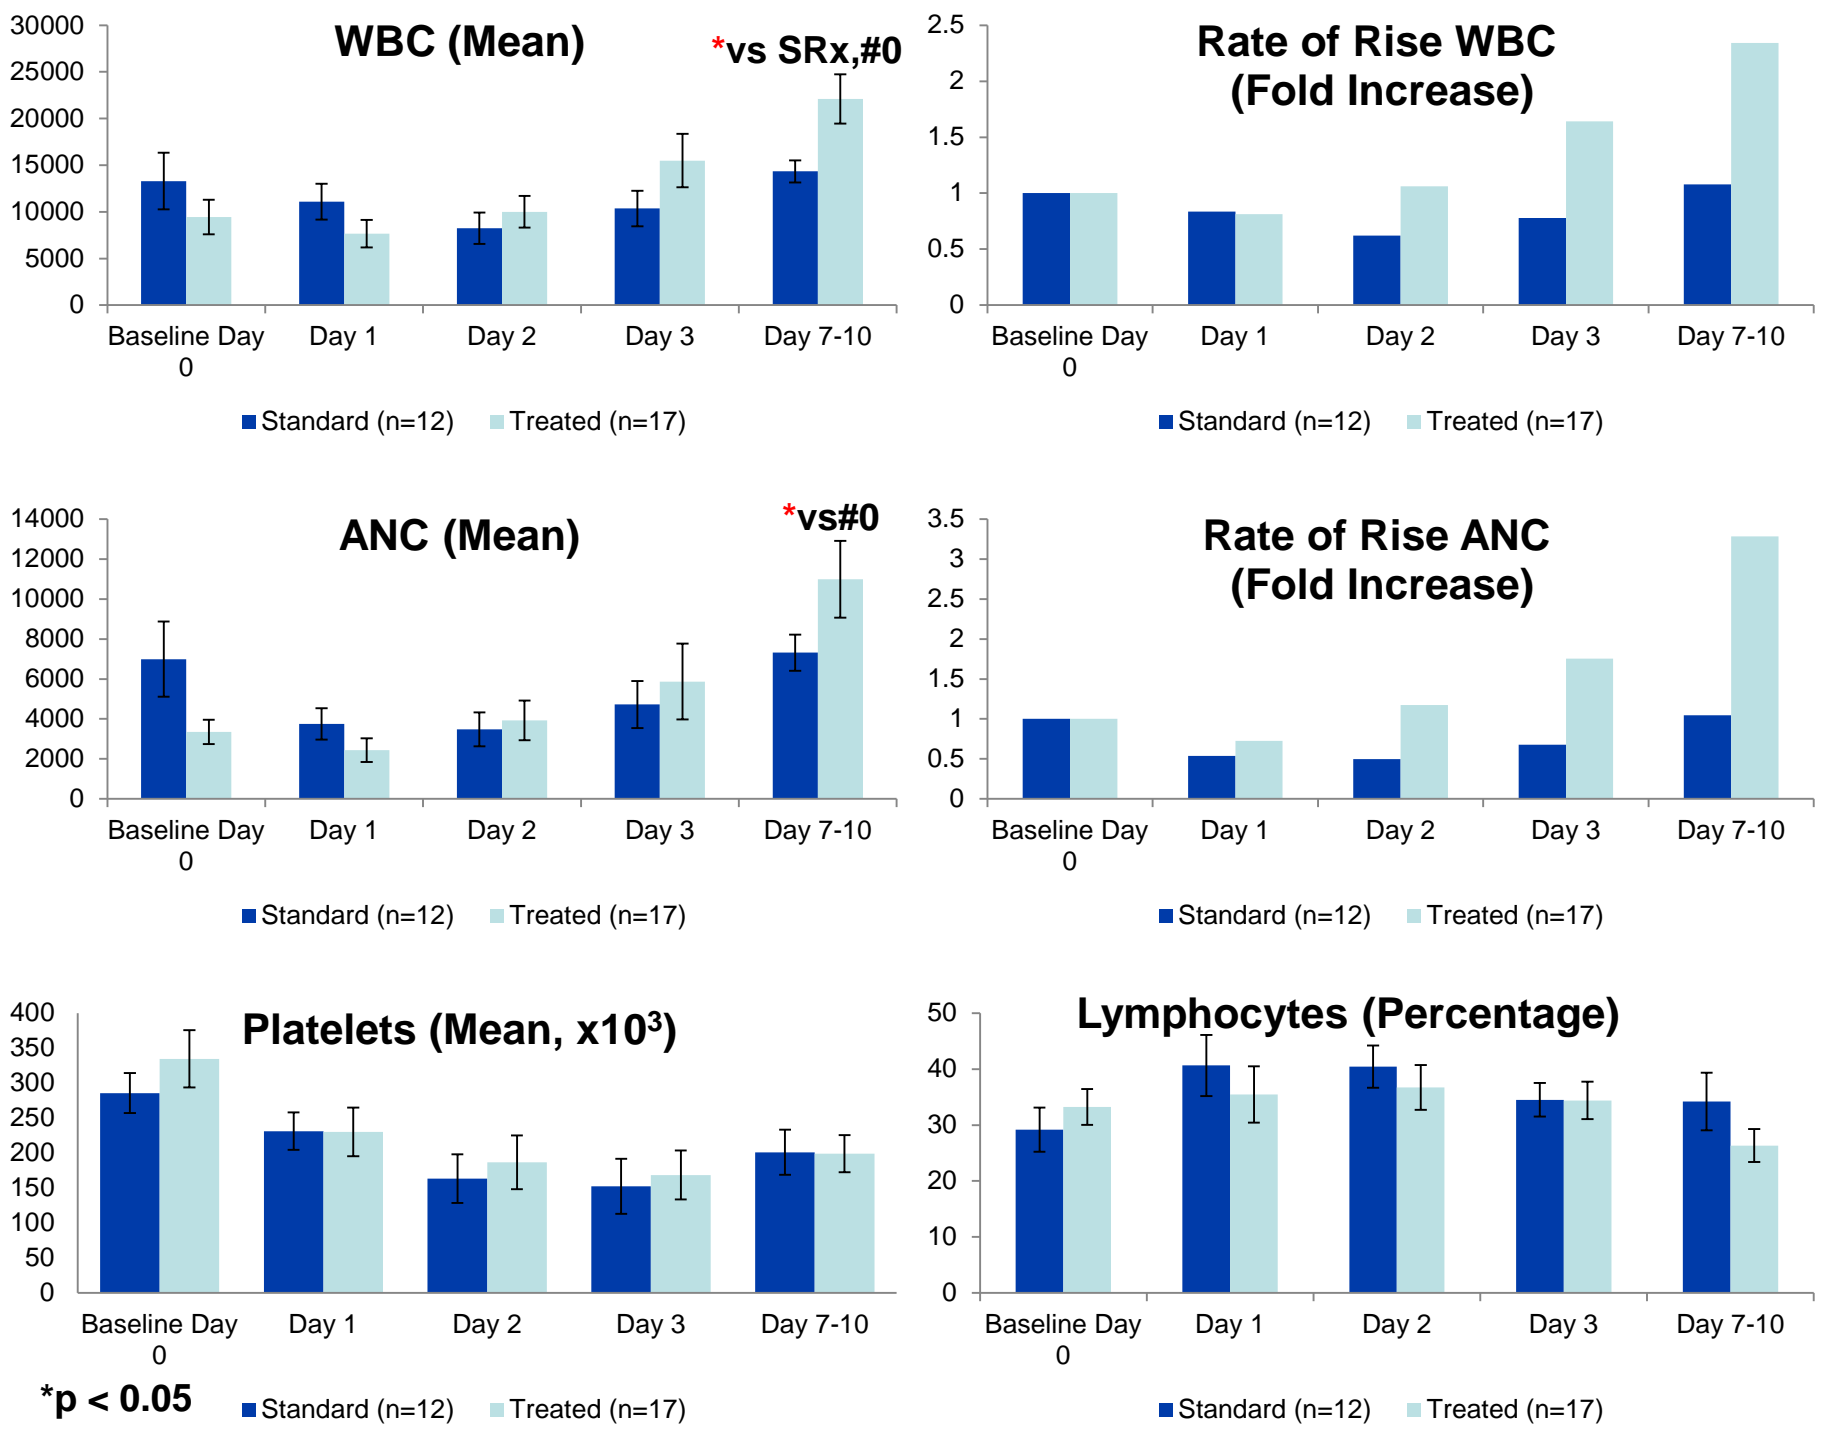 WBC (Mean)
*vs SRx,#0
30000
25000
20000
15000
10000
5000
0
Baseline Day 0
Day 1
Day 2
Day 3
Day 7-10
Standard (n=12)
Treated (n=17)
Rate of Rise WBC
(Fold Increase)
2.5
2
1.5
1
0.5
0
Baseline Day 0
Day 1
Day 2
Day 3
Day 7-10
Standard (n=12)
Treated (n=17)
ANC (Mean)
*vs#0
14000
12000
10000
8000
6000
4000
2000
0
Baseline Day 0
Day 1
Day 2
Day 3
Day 7-10
Standard (n=12)
Treated (n=17)
Rate of Rise ANC
(Fold Increase)
3.5
3
2.5
2
1.5
1
0.5
0
Baseline Day 0
Day 1
Day 2
Day 3
Day 7-10
Standard (n=12)
Treated (n=17)
Platelets (Mean, x10³)
400
350
300
250
200
150
100
50
0
Baseline Day 0
Day 1
Day 2
Day 3
Day 7-10
*p < 0.05
Standard (n=12)
Treated (n=17)
Lymphocytes (Percentage)
50
40
30
20
10
0
Baseline Day 0
Day 1
Day 2
Day 3
Day 7-10
Standard (n=12)
Treated (n=17)